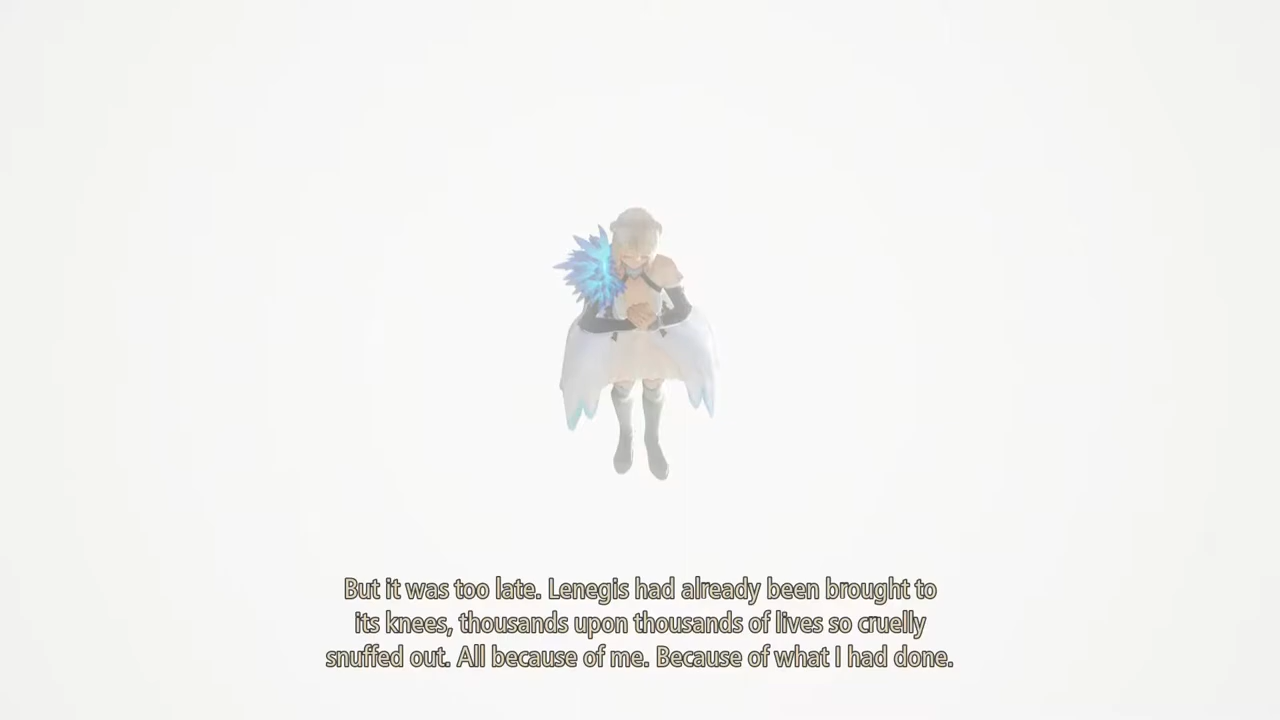 But it was too late. Lenegis had already been brought to
its knees, thousands upon thousands of lives so cruelly
snuffed out. All because of me. Because of what I had done.